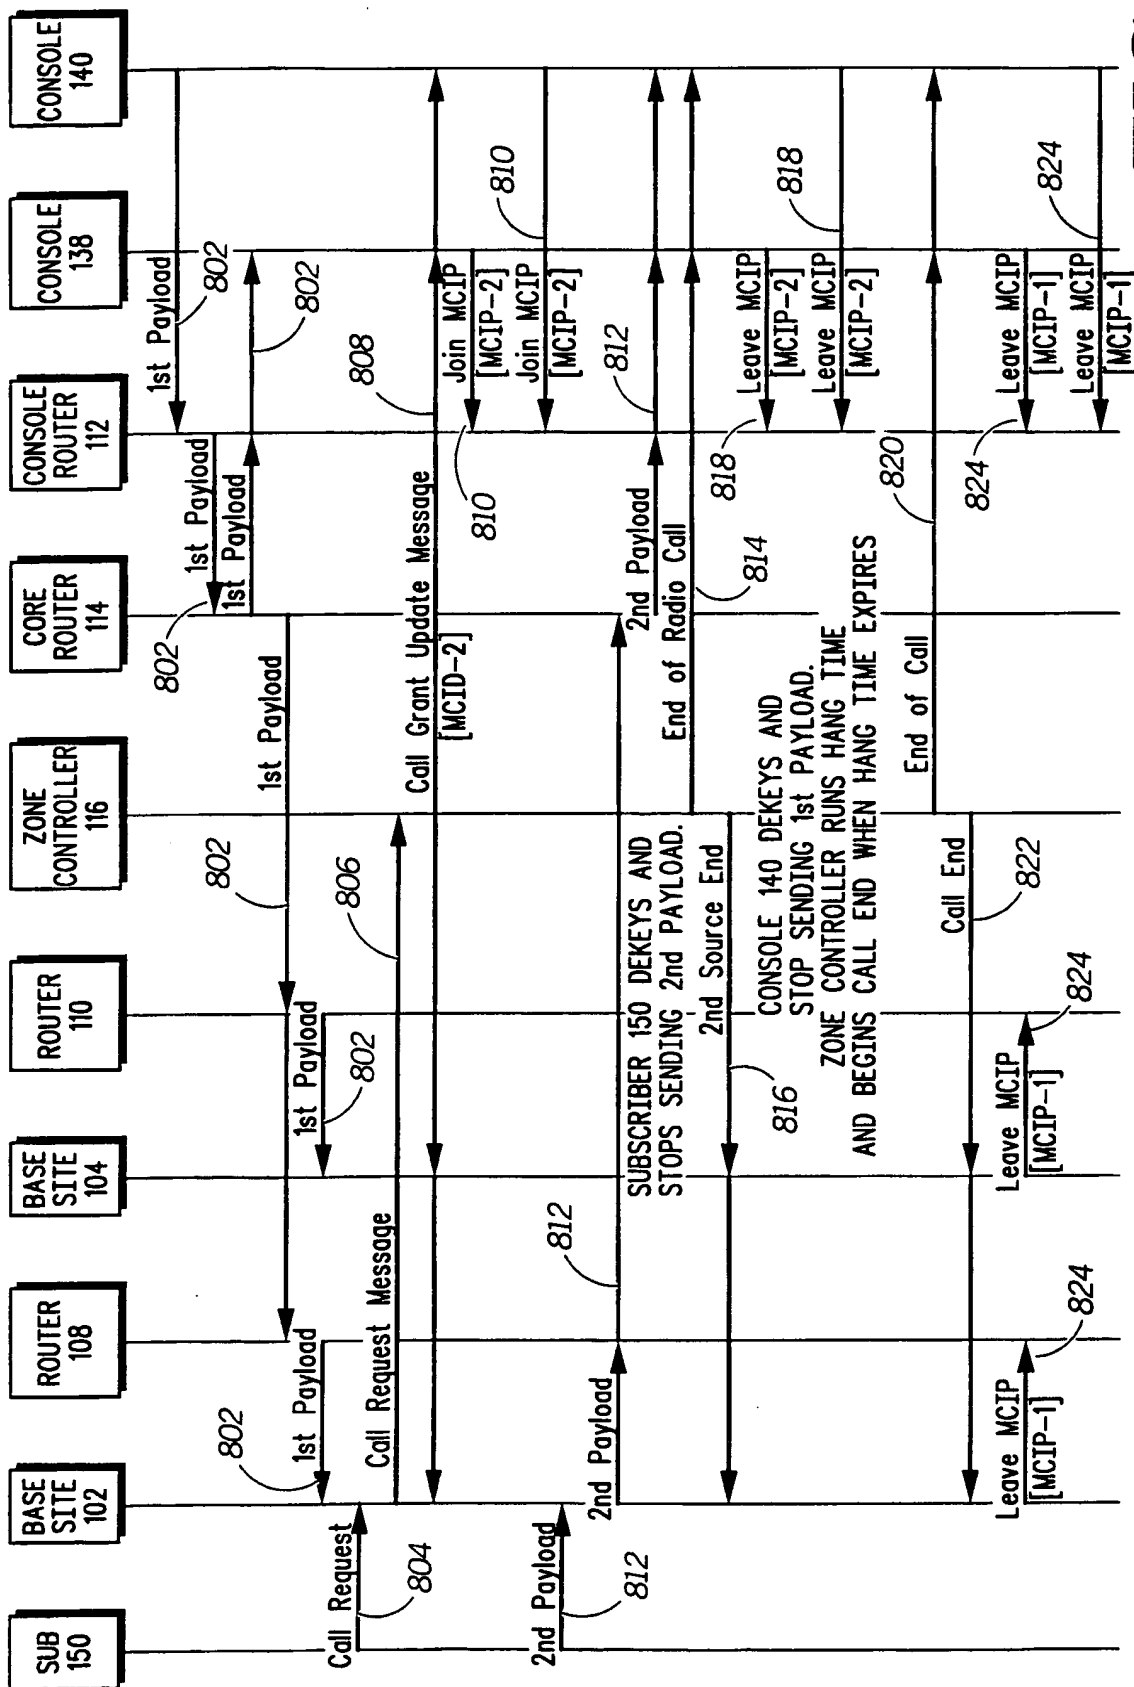 SUB
150
BASE
SITE
102
ROUTER
108
BASE
SITE
104
ROUTER
110
ZONE
CONTROLLER
116
CORE
ROUTER
114
CONSOLE
ROUTER
112
CONSOLE
138
CONSOLE
140
1st Payload
802
1st Payload
802
1st Payload
802
1st Payload
802
1st Payload
802
1st Payload
802
Call Request
804
Call Request Message
806
Call Grant Update Message
[MCID-2]
808
Join MCIP
[MCIP-2]
810
Join MCIP
[MCIP-2]
810
2nd Payload
812
2nd Payload
812
2nd Payload
812
SUBSCRIBER 150 DEKEYS AND
STOPS SENDING 2nd PAYLOAD.
End of Radio Call
814
2nd Source End
816
Leave MCIP
[MCIP-2]
818
Leave MCIP
[MCIP-2]
818
CONSOLE 140 DEKEYS AND
STOP SENDING 1st PAYLOAD.
ZONE CONTROLLER RUNS HANG TIME
AND BEGINS CALL END WHEN HANG TIME EXPIRES
End of Call
820
Call End
822
Leave MCIP
[MCIP-1]
824
Leave MCIP
[MCIP-1]
824
Leave MCIP
[MCIP-1]
824
Leave MCIP
[MCIP-1]
824